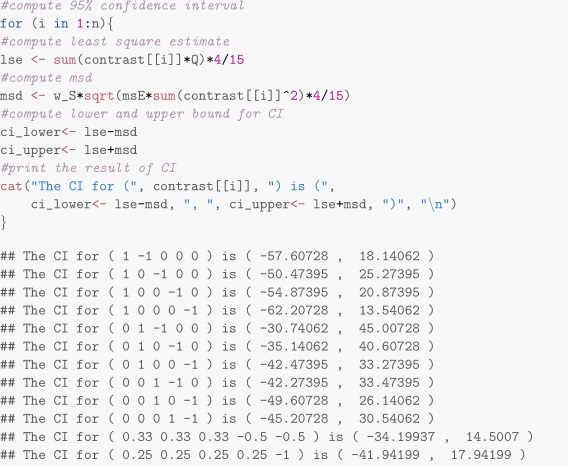 #compute 95% confidence interval
for (i in 1:n){
#compute least square estimate
lse <- sum(contrast[[i]]*Q)*4/15
#compute msd
msd <- w_S*sqrt(msE*sum(contrast[[i]]^2)*4/15)
#compute lower and upper bound for CI
ci_lower<- lse-msd
ci_upper<- lse+msd
#print the result of CI
cat("The CI for (", contrast[[i]], ") is (",
    ci_lower<- lse-msd, ", ", ci_upper<- lse+msd, ")", "\n")
}
## The CI for ( 1 -1 0 0 0 ) is ( -57.60728 ,  18.14062 )
## The CI for ( 1 0 -1 0 0 ) is ( -50.47395 ,  25.27395 )
## The CI for ( 1 0 0 -1 0 ) is ( -54.87395 ,  20.87395 )
## The CI for ( 1 0 0 0 -1 ) is ( -62.20728 ,  13.54062 )
## The CI for ( 0 1 -1 0 0 ) is ( -30.74062 ,  45.00728 )
## The CI for ( 0 1 0 -1 0 ) is ( -35.14062 ,  40.60728 )
## The CI for ( 0 1 0 0 -1 ) is ( -42.47395 ,  33.27395 )
## The CI for ( 0 0 1 -1 0 ) is ( -42.27395 ,  33.47395 )
## The CI for ( 0 0 1 0 -1 ) is ( -49.60728 ,  26.14062 )
## The CI for ( 0 0 0 1 -1 ) is ( -45.20728 ,  30.54062 )
## The CI for ( 0.33 0.33 0.33 -0.5 -0.5 ) is ( -34.19937 ,  14.5007 )
## The CI for ( 0.25 0.25 0.25 0.25 -1 ) is ( -41.94199 ,  17.94199 )